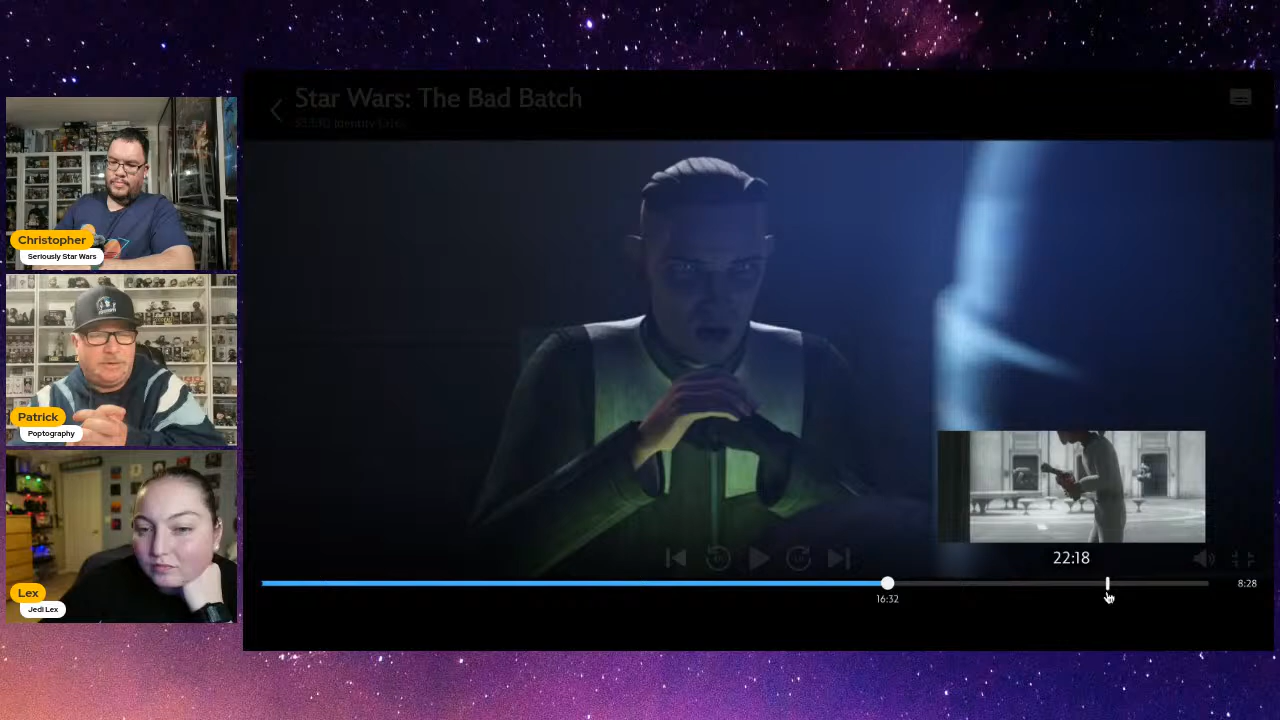 Star Wars: The Bad Batch
Christopher
Seriously Star Wars
Patrick
Poptography
Lex
Jedi Lex
22:18
8:28
16:32